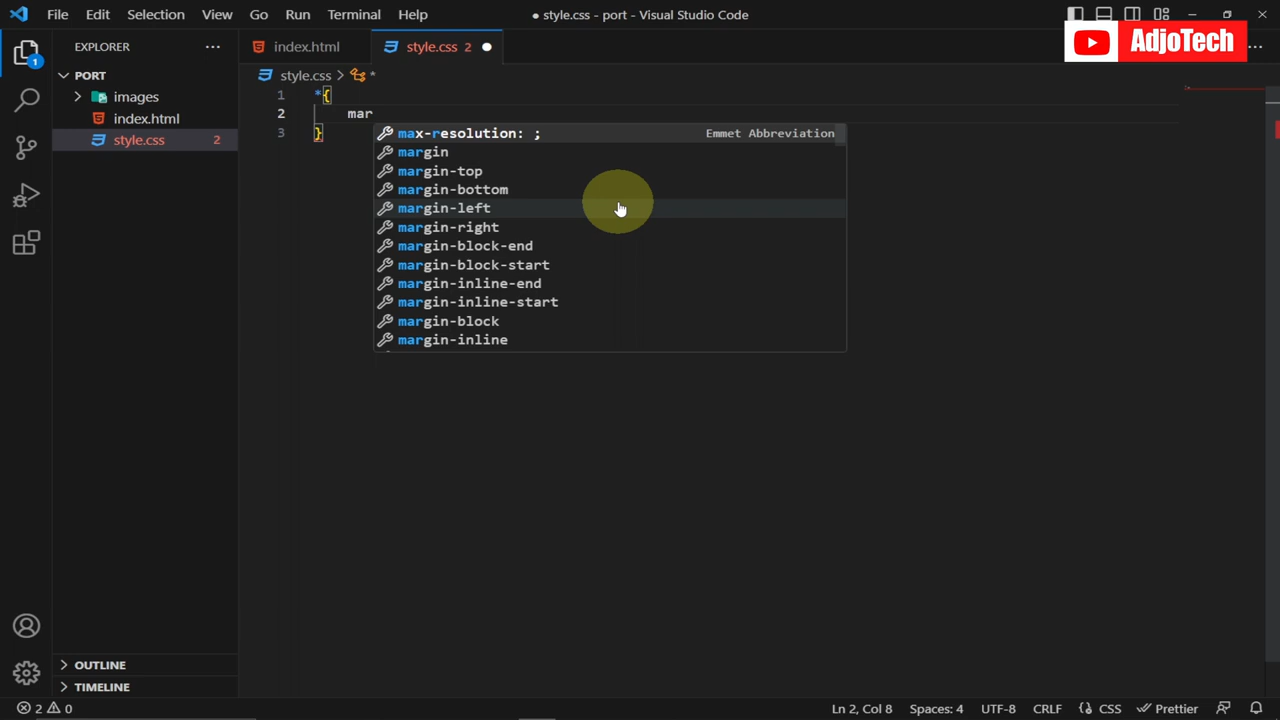 File Edit Selection View Go Run Terminal Help
● style.css - port - Visual Studio Code
AdjoTech
EXPLORER ...
index.html
style.css 2
PORT
images
index.html
style.css 2
style.css > *
1 *{
2 mar
3 }
max-resolution: ; Emmet Abbreviation
margin
margin-top
margin-bottom
margin-left
margin-right
margin-block-end
margin-block-start
margin-inline-end
margin-inline-start
margin-block
margin-inline
1
OUTLINE
TIMELINE
2 0
Ln 2, Col 8 Spaces: 4 UTF-8 CRLF CSS Prettier